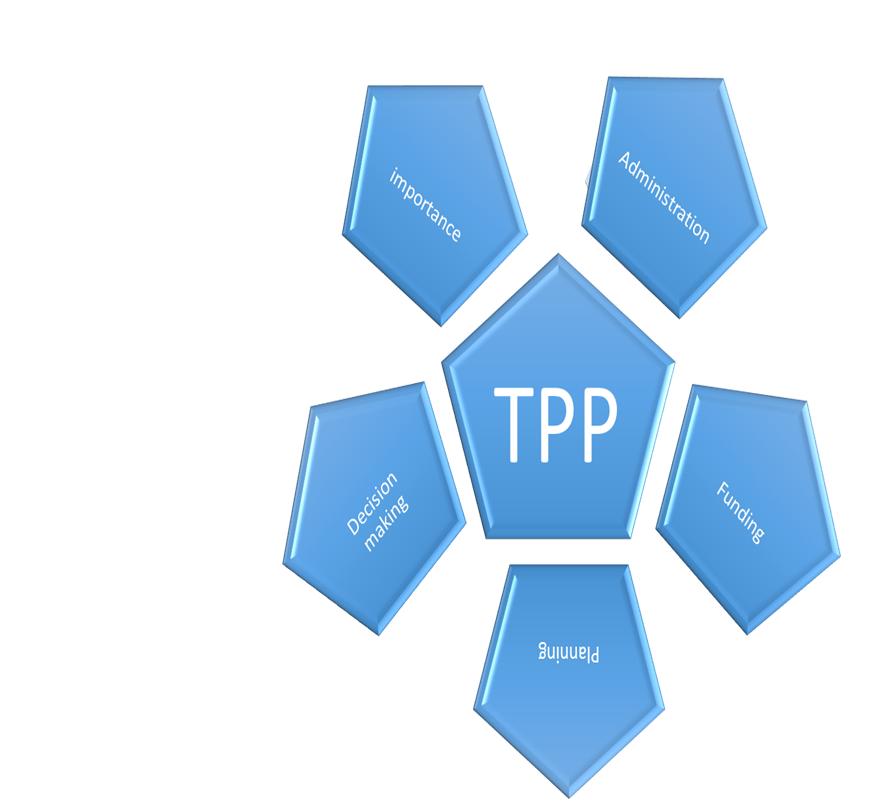 importance
Administration
TPP
Decision
making
Funding
Planning